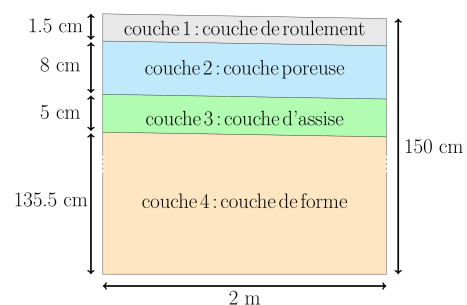 1.5 cm
couche 1 : couche de roulement
8 cm
couche 2 : couche poreuse
5 cm
couche 3 : couche d'assise
150 cm
135.5 cm
couche 4 : couche de forme
2 m